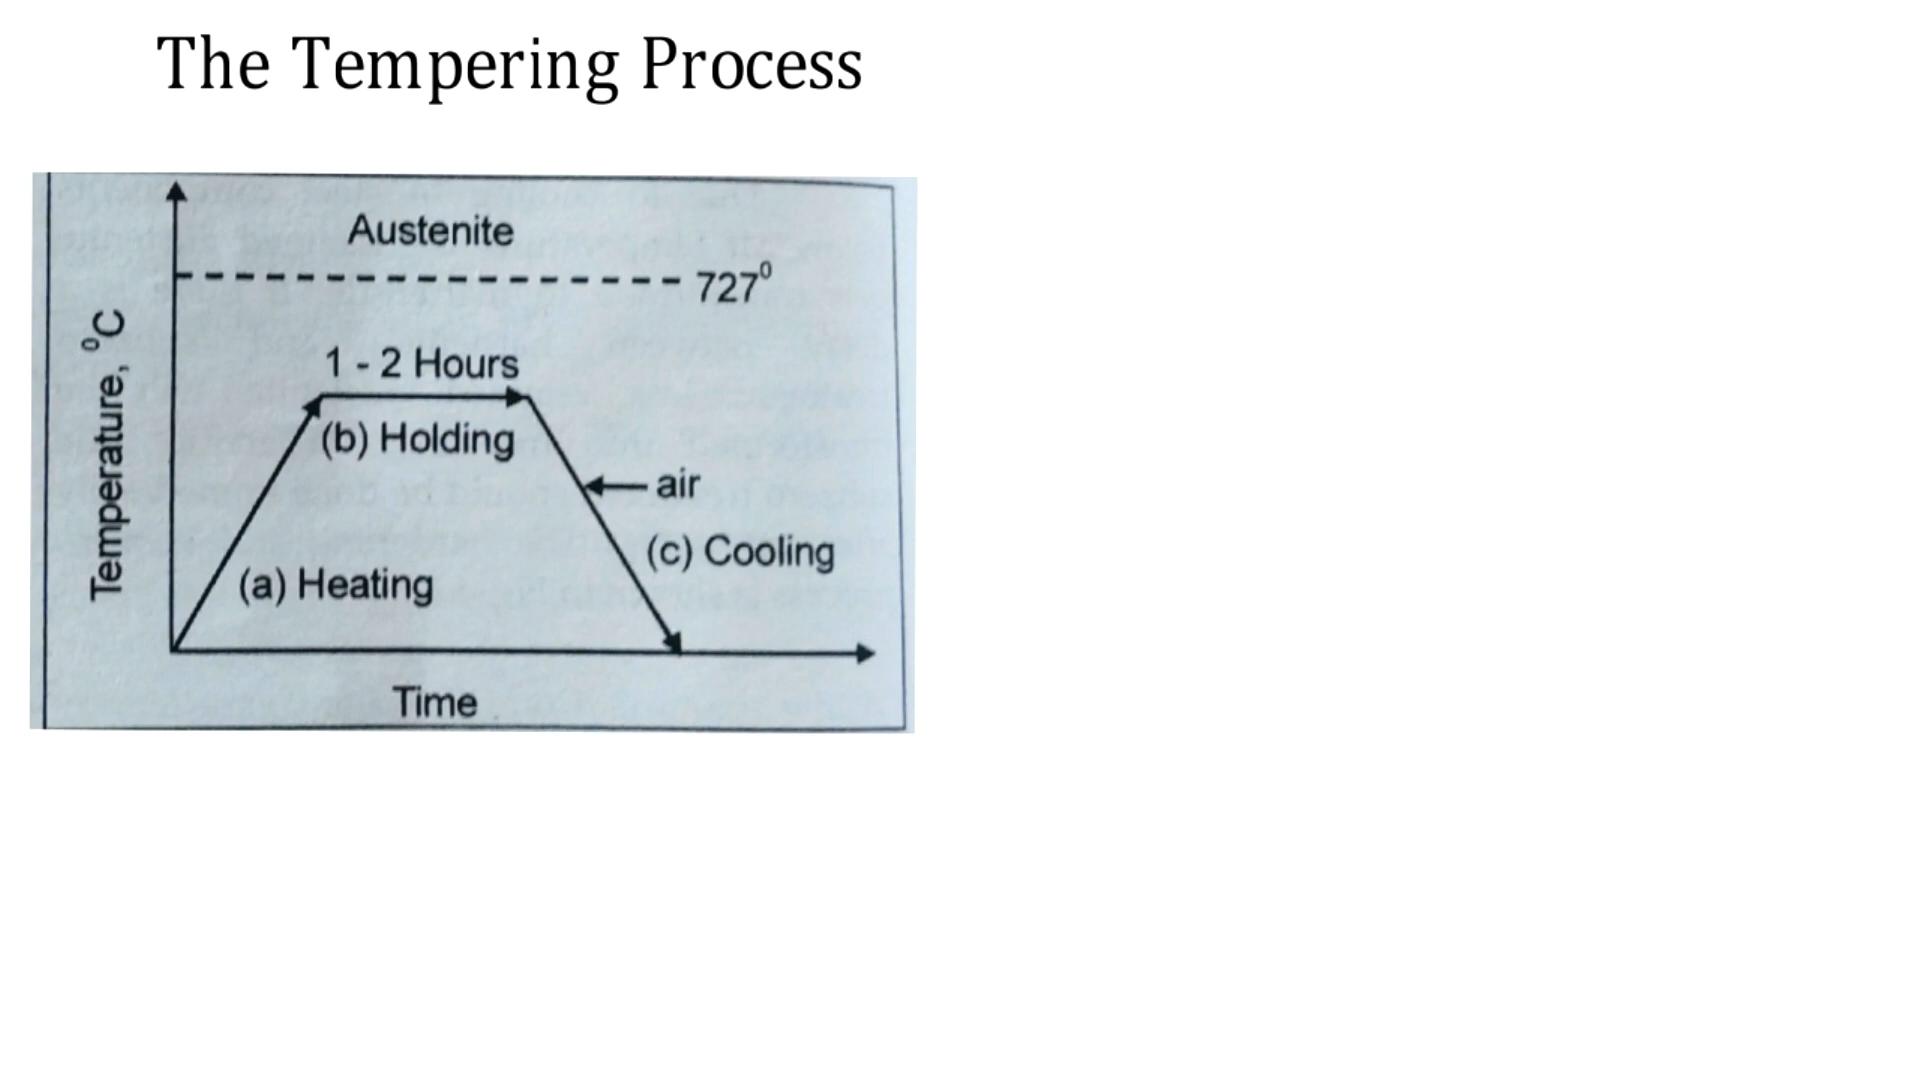 The Tempering Process
Austenite
727⁰
1 - 2 Hours
(b) Holding
air
(c) Cooling
(a) Heating
Temperature, ⁰C
Time